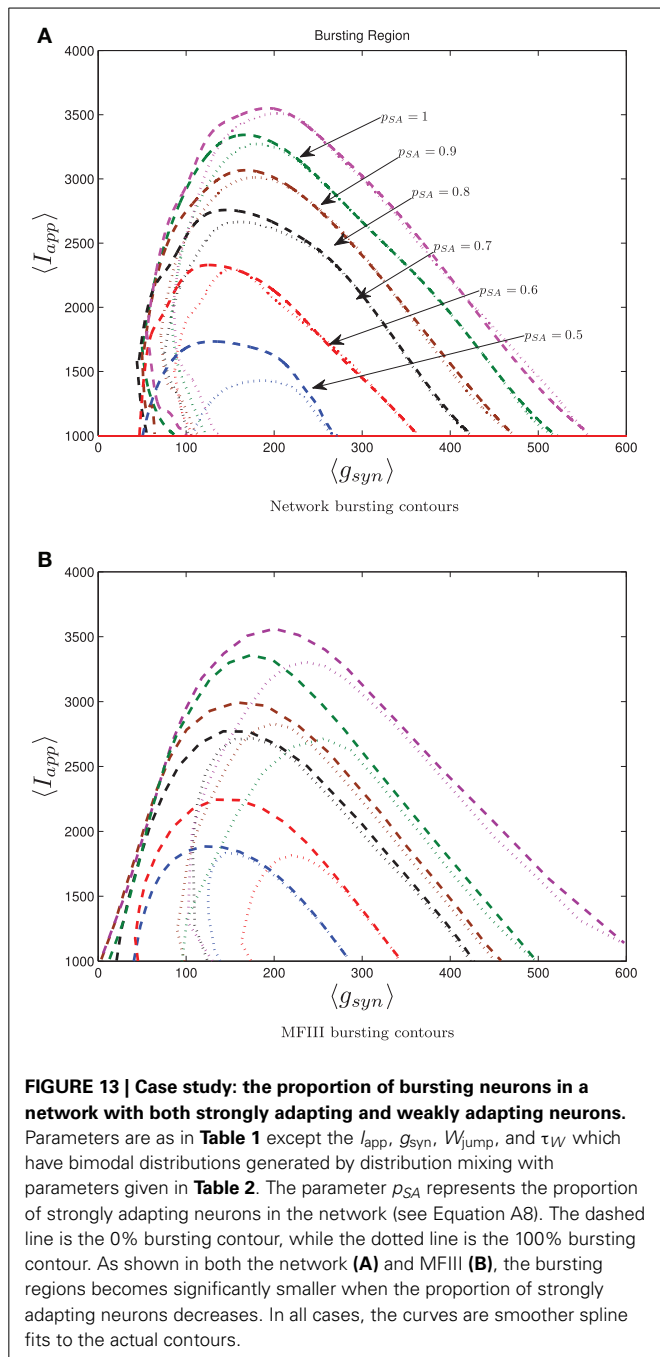 A
Bursting Region
4000
3500
3000
2500
2000
1500
1000
⟨I_app⟩
p_SA = 1
p_SA = 0.9
p_SA = 0.8
p_SA = 0.7
p_SA = 0.6
p_SA = 0.5
0 100 200 300 400 500 600
⟨g_syn⟩
Network bursting contours
B
4000
3500
3000
2500
2000
1500
1000
⟨I_app⟩
0 100 200 300 400 500 600
⟨g_syn⟩
MFIII bursting contours
FIGURE 13 | Case study: the proportion of bursting neurons in a
network with both strongly adapting and weakly adapting neurons.
Parameters are as in Table 1 except the I_app, g_syn, W_jump, and τ_W which
have bimodal distributions generated by distribution mixing with
parameters given in Table 2. The parameter p_SA represents the proportion
of strongly adapting neurons in the network (see Equation A8). The dashed
line is the 0% bursting contour, while the dotted line is the 100% bursting
contour. As shown in both the network (A) and MFIII (B), the bursting
regions becomes significantly smaller when the proportion of strongly
adapting neurons decreases. In all cases, the curves are smoother spline
fits to the actual contours.